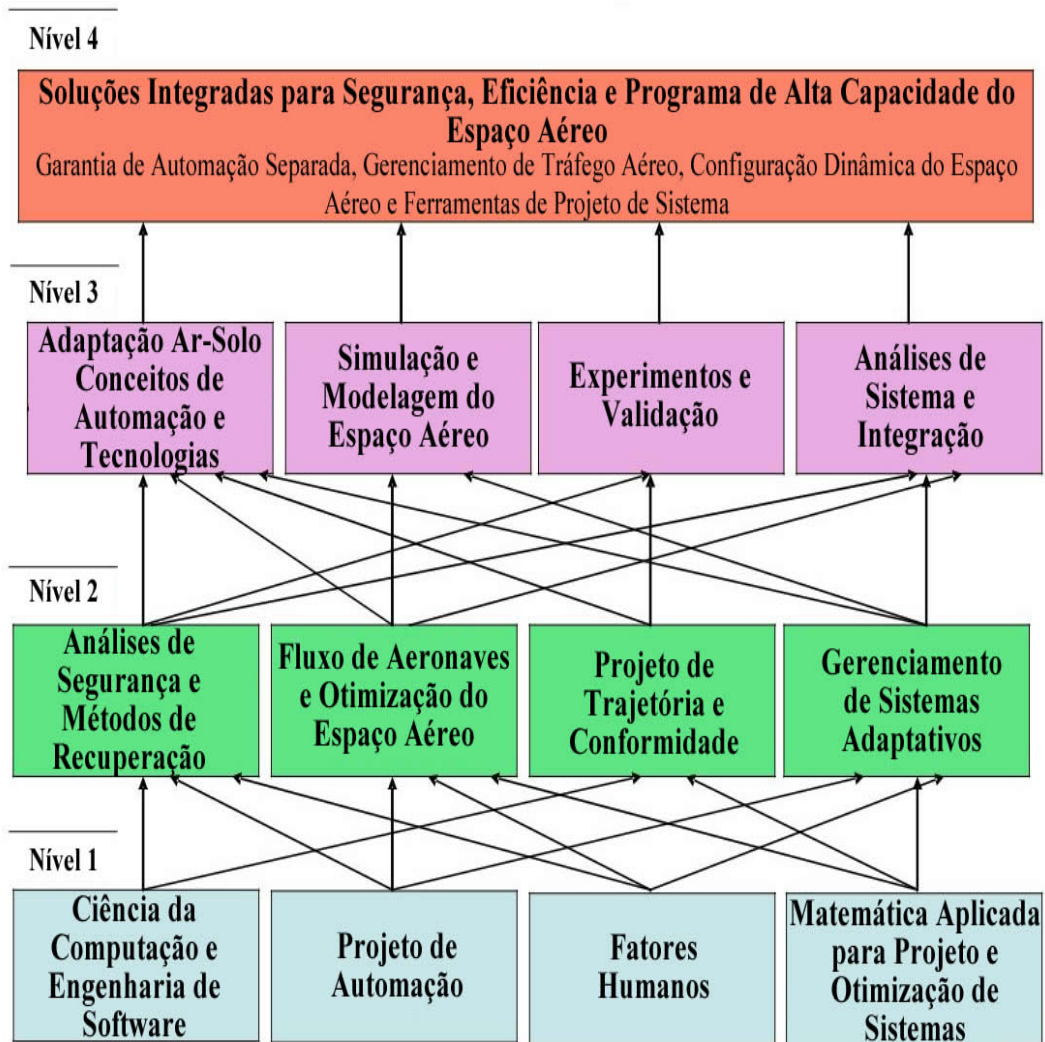 Nível 4
Soluções Integradas para Segurança, Eficiência e Programa de Alta Capacidade do
Espaço Aéreo
Garantia de Automação Separada, Gerenciamento de Tráfego Aéreo, Configuração Dinâmica do Espaço
Aéreo e Ferramentas de Projeto de Sistema
Nível 3
Adaptação Ar-Solo
Conceitos de
Automação e
Tecnologias
Simulação e
Modelagem do
Espaço Aéreo
Experimentos e
Validação
Análises de
Sistema e
Integração
Nível 2
Análises de
Segurança e
Métodos de
Recuperação
Fluxo de Aeronaves
e Otimização do
Espaço Aéreo
Projeto de
Trajetória e
Conformidade
Gerenciamento
de Sistemas
Adaptativos
Nível 1
Ciência da
Computação e
Engenharia de
Software
Projeto de
Automação
Fatores
Humanos
Matemática Aplicada
para Projeto e
Otimização de
Sistemas